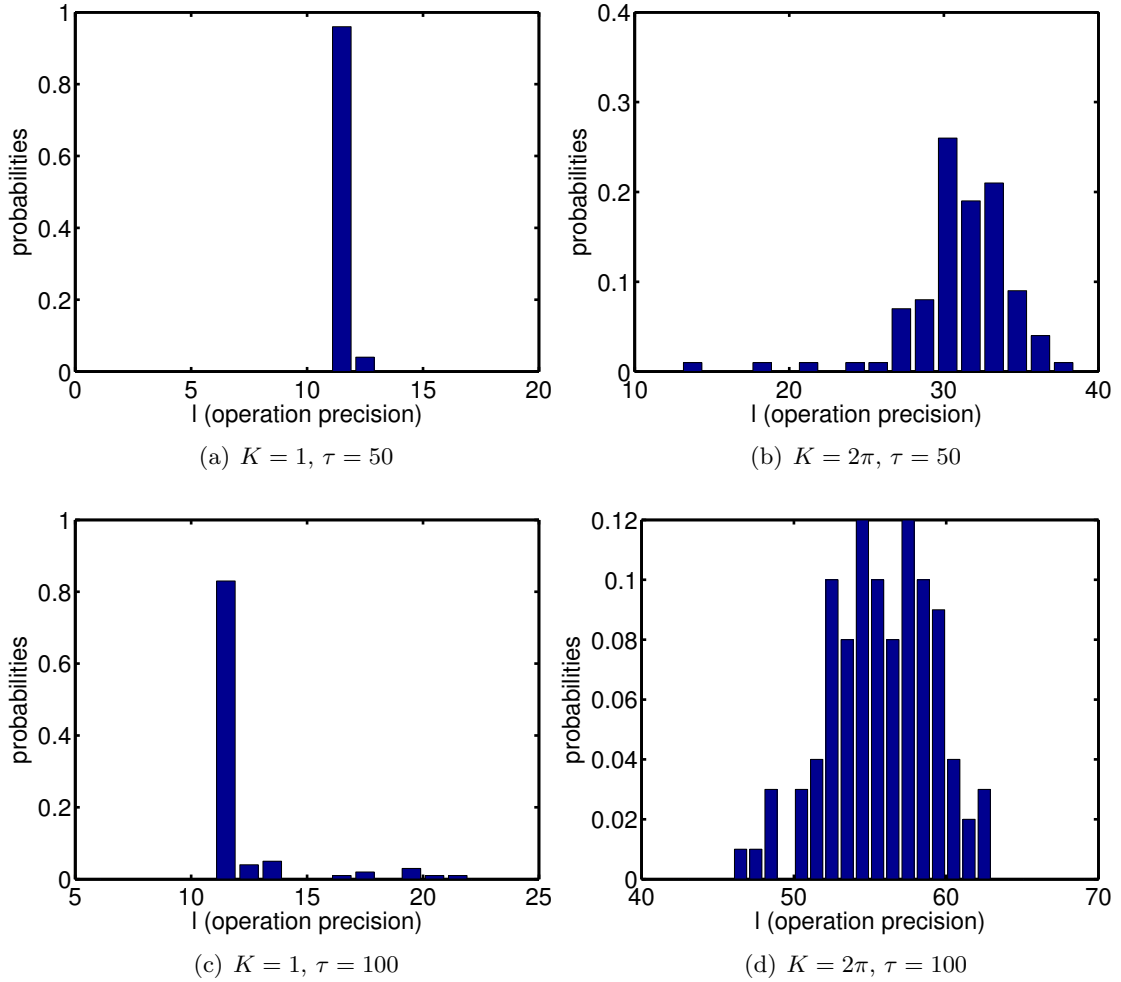 1
0.8
0.6
0.4
0.2
0
probabilities
0 5 10 15 20
l (operation precision)
(a) K = 1, τ = 50
0.4
0.3
0.2
0.1
0
probabilities
10 20 30 40
l (operation precision)
(b) K = 2π, τ = 50
1
0.8
0.6
0.4
0.2
0
probabilities
5 10 15 20 25
l (operation precision)
(c) K = 1, τ = 100
0.12
0.1
0.08
0.06
0.04
0.02
0
probabilities
40 50 60 70
l (operation precision)
(d) K = 2π, τ = 100